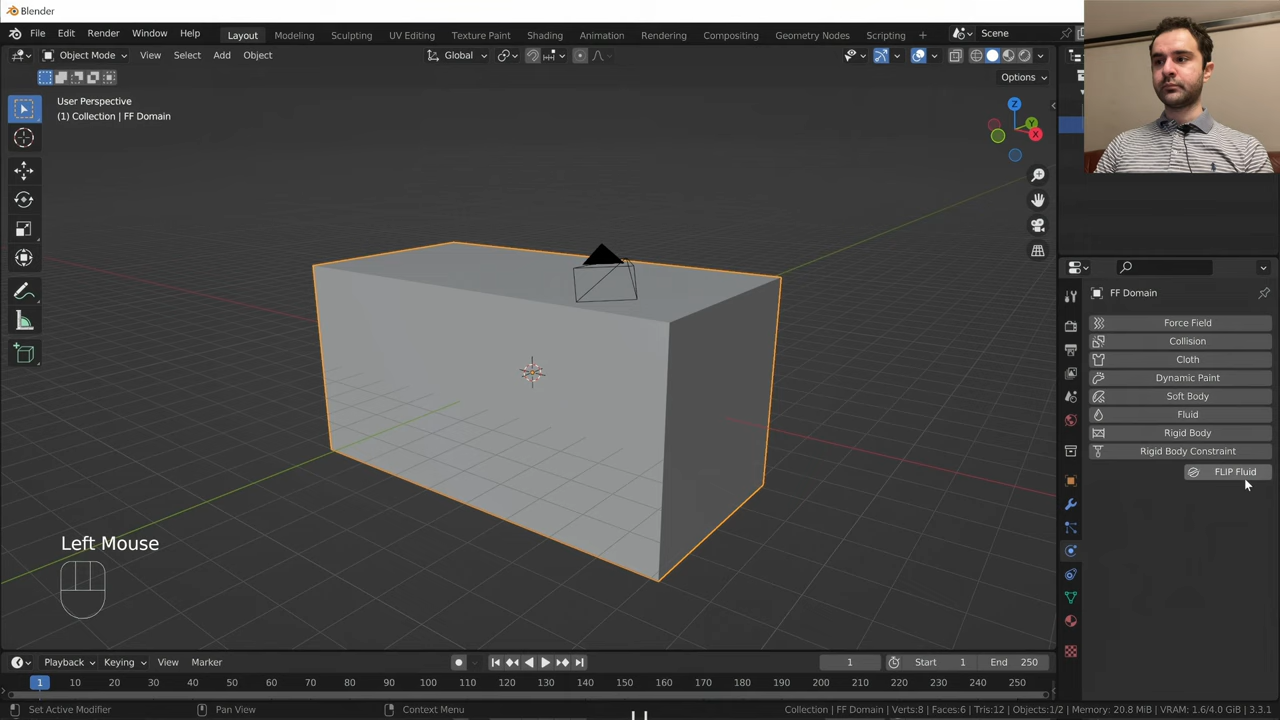 Blender
File Edit Render Window Help Layout Modeling Sculpting UV Editing Texture Paint Shading Animation Rendering Compositing Geometry Nodes Scripting Scene
Object Mode View Select Add Object Global
Options
User Perspective
(1) Collection | FF Domain
Z
Y
X
FF Domain
Force Field
Collision
Cloth
Dynamic Paint
Soft Body
Fluid
Rigid Body
Rigid Body Constraint
FLIP Fluid
Left Mouse
Playback Keying View Marker 1 Start 1 End 250
1 10 20 30 40 50 60 70 80 90 100 110 120 130 140 150 160 170 180 190 200 210 220 230 240 250
Set Active Modifier Pan View Context Menu Collection | FF Domain | Verts:8 | Faces:6 | Tris:12 | Objects:1/2 | Memory: 20.8 MiB | VRAM: 1.6/4.0 GiB | 3.3.1